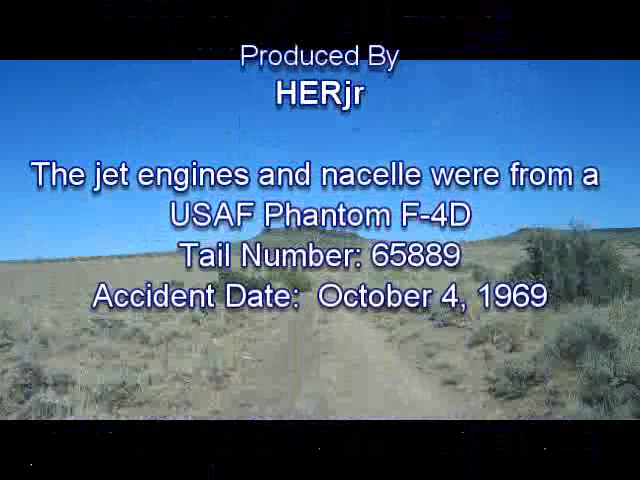 Produced By
HERjr
The jet engines and nacelle were from a
USAF Phantom F-4D
Tail Number: 65889
Accident Date:  October 4, 1969